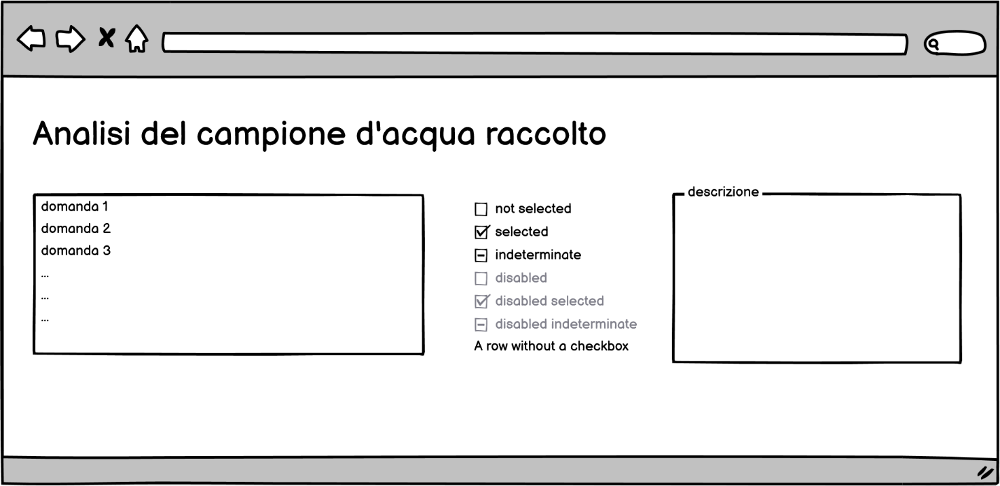 Analisi del campione d'acqua raccolto
domanda 1
domanda 2
domanda 3
...
...
...
not selected
selected
indeterminate
disabled
disabled selected
disabled indeterminate
A row without a checkbox
descrizione